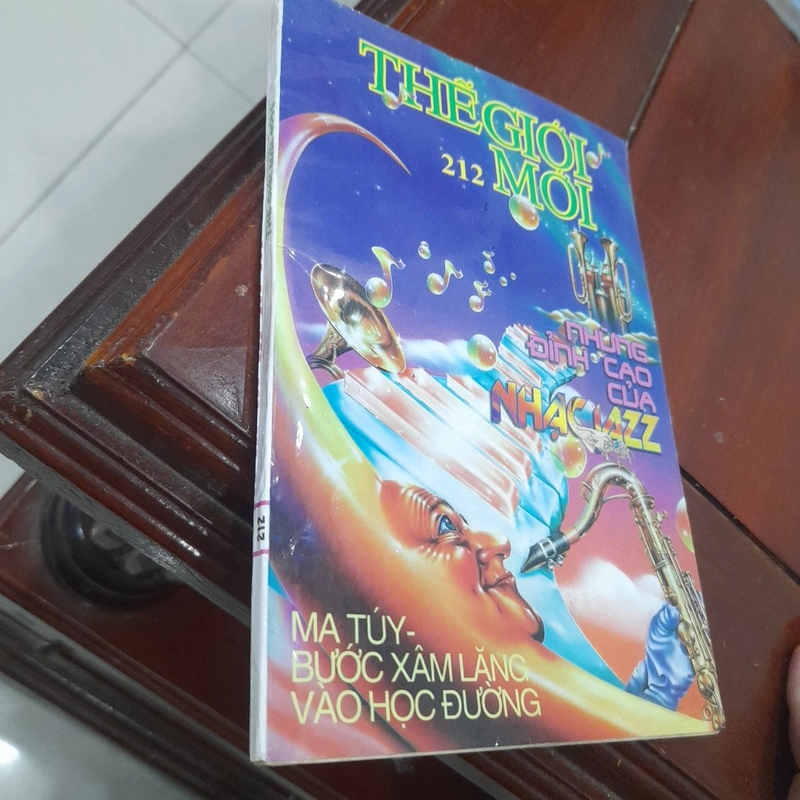 THẾ GIỚI
212 MỚI
NHỮNG
ĐỈNH CAO
CỦA
NHẠC JAZZ
MA TÚY-
BƯỚC XÂM LĂNG
VÀO HỌC ĐƯỜNG
212